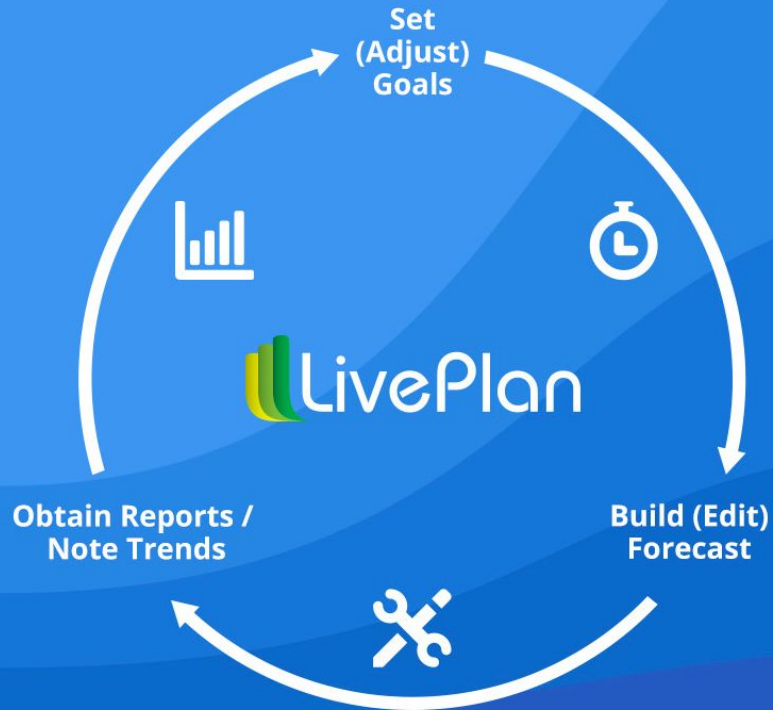 Set
(Adjust)
Goals
LivePlan
Obtain Reports /
Note Trends
Build (Edit)
Forecast